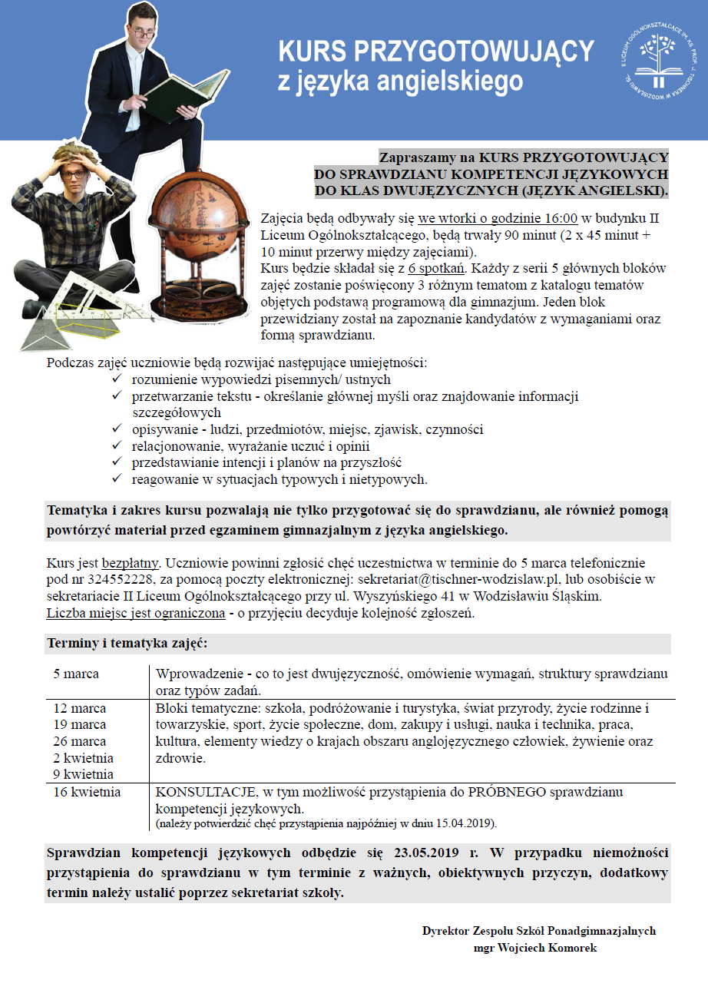 KURS PRZYGOTOWUJĄCY
z języka angielskiego
II LICEUM OGÓLNOKSZTAŁCĄCE IM. KS. PROF. J. TISCHNERA W WODZISŁAWIU ŚL.
II
Zapraszamy na KURS PRZYGOTOWUJĄCY
DO SPRAWDZIANU KOMPETENCJI JĘZYKOWYCH
DO KLAS DWUJĘZYCZNYCH (JĘZYK ANGIELSKI).
Zajęcia będą odbywały się we wtorki o godzinie 16:00 w budynku II
Liceum Ogólnokształcącego, będą trwały 90 minut (2 x 45 minut +
10 minut przerwy między zajęciami).
Kurs będzie składał się z 6 spotkań. Każdy z serii 5 głównych bloków
zajęć zostanie poświęcony 3 różnym tematom z katalogu tematów
objętych podstawą programową dla gimnazjum. Jeden blok
przewidziany został na zapoznanie kandydatów z wymaganiami oraz
formą sprawdzianu.
Podczas zajęć uczniowie będą rozwijać następujące umiejętności:
✓ rozumienie wypowiedzi pisemnych/ ustnych
✓ przetwarzanie tekstu - określanie głównej myśli oraz znajdowanie informacji
szczegółowych
✓ opisywanie - ludzi, przedmiotów, miejsc, zjawisk, czynności
✓ relacjonowanie, wyrażanie uczuć i opinii
✓ przedstawianie intencji i planów na przyszłość
✓ reagowanie w sytuacjach typowych i nietypowych.
Tematyka i zakres kursu pozwalają nie tylko przygotować się do sprawdzianu, ale również pomogą
powtórzyć materiał przed egzaminem gimnazjalnym z języka angielskiego.
Kurs jest bezpłatny. Uczniowie powinni zgłosić chęć uczestnictwa w terminie do 5 marca telefonicznie
pod nr 324552228, za pomocą poczty elektronicznej: sekretariat@tischner-wodzislaw.pl, lub osobiście w
sekretariacie II Liceum Ogólnokształcącego przy ul. Wyszyńskiego 41 w Wodzisławiu Śląskim.
Liczba miejsc jest ograniczona - o przyjęciu decyduje kolejność zgłoszeń.
Terminy i tematyka zajęć:
5 marca
Wprowadzenie - co to jest dwujęzyczność, omówienie wymagań, struktury sprawdzianu
oraz typów zadań.
12 marca
19 marca
26 marca
2 kwietnia
9 kwietnia
Bloki tematyczne: szkoła, podróżowanie i turystyka, świat przyrody, życie rodzinne i
towarzyskie, sport, życie społeczne, dom, zakupy i usługi, nauka i technika, praca,
kultura, elementy wiedzy o krajach obszaru anglojęzycznego człowiek, żywienie oraz
zdrowie.
16 kwietnia
KONSULTACJE, w tym możliwość przystąpienia do PRÓBNEGO sprawdzianu
kompetencji językowych.
(należy potwierdzić chęć przystąpienia najpóźniej w dniu 15.04.2019).
Sprawdzian kompetencji językowych odbędzie się 23.05.2019 r. W przypadku niemożności
przystąpienia do sprawdzianu w tym terminie z ważnych, obiektywnych przyczyn, dodatkowy
termin należy ustalić poprzez sekretariat szkoły.
Dyrektor Zespołu Szkół Ponadgimnazjalnych
mgr Wojciech Komorek